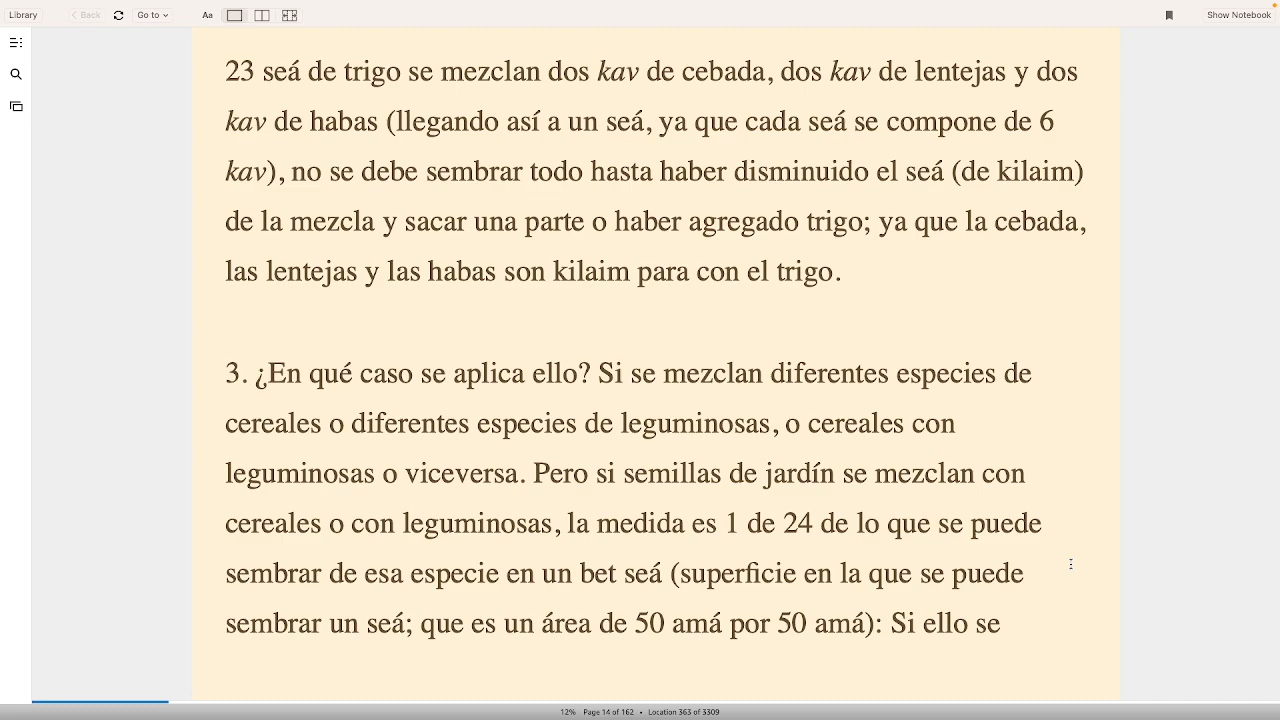 Library
Back
Go to
Aa
Show Notebook
23 seá de trigo se mezclan dos kav de cebada, dos kav de lentejas y dos
kav de habas (llegando así a un seá, ya que cada seá se compone de 6
kav), no se debe sembrar todo hasta haber disminuido el seá (de kilaim)
de la mezcla y sacar una parte o haber agregado trigo; ya que la cebada,
las lentejas y las habas son kilaim para con el trigo.
3. ¿En qué caso se aplica ello? Si se mezclan diferentes especies de
cereales o diferentes especies de leguminosas, o cereales con
leguminosas o viceversa. Pero si semillas de jardín se mezclan con
cereales o con leguminosas, la medida es 1 de 24 de lo que se puede
sembrar de esa especie en un bet seá (superficie en la que se puede
sembrar un seá; que es un área de 50 amá por 50 amá): Si ello se
12% Page 14 of 162 • Location 363 of 3309